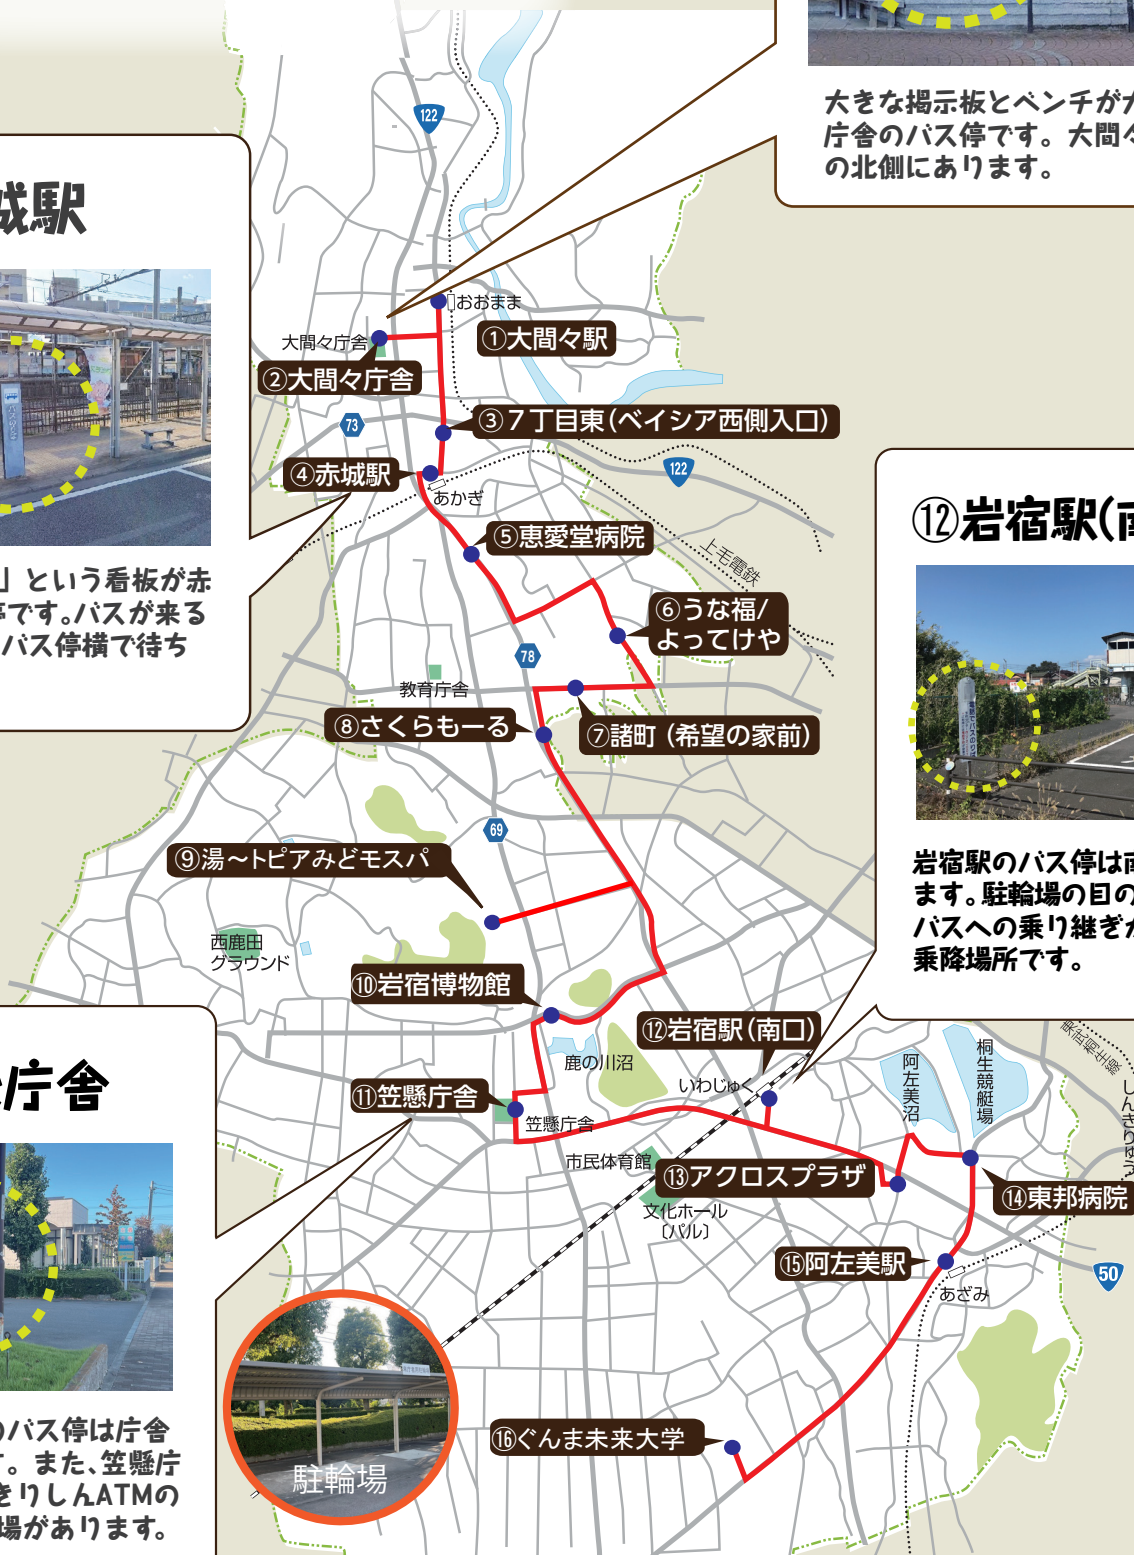 大きな掲示板とベンチが
庁舎のバス停です。大間々
の北側にあります。
122
城駅
」という看板が赤
停です。バスが来る
バス停横で待ち
おおまま
①大間々駅
大間々庁舎
②大間々庁舎
73
③７丁目東(ベイシア西側入口)
122
④赤城駅
あかぎ
⑤恵愛堂病院
上毛電鉄
⑥うな福/
よってけや
78
教育庁舎
⑦諸町（希望の家前）
⑧さくらもーる
69
⑨湯～トピアみどモスパ
西鹿田
グラウンド
⑩岩宿博物館
⑫岩宿駅(南
岩宿駅のバス停は南
ます。駐輪場の目の
バスへの乗り継ぎが
乗降場所です。
⑫岩宿駅（南口）
いわじゅく
鹿の川沼
阿左美沼
桐生競艇場
東武桐生線
しんきりゅう
⑪笠懸庁舎
笠懸庁舎
庁舎
市民体育館
⑬アクロスプラザ
文化ホール
〔パル〕
⑭東邦病院
⑮阿左美駅
あざみ
50
⑯ぐんま未来大学
駐輪場
のバス停は庁舎
す。また、笠懸庁
きりしんATMの
場があります。